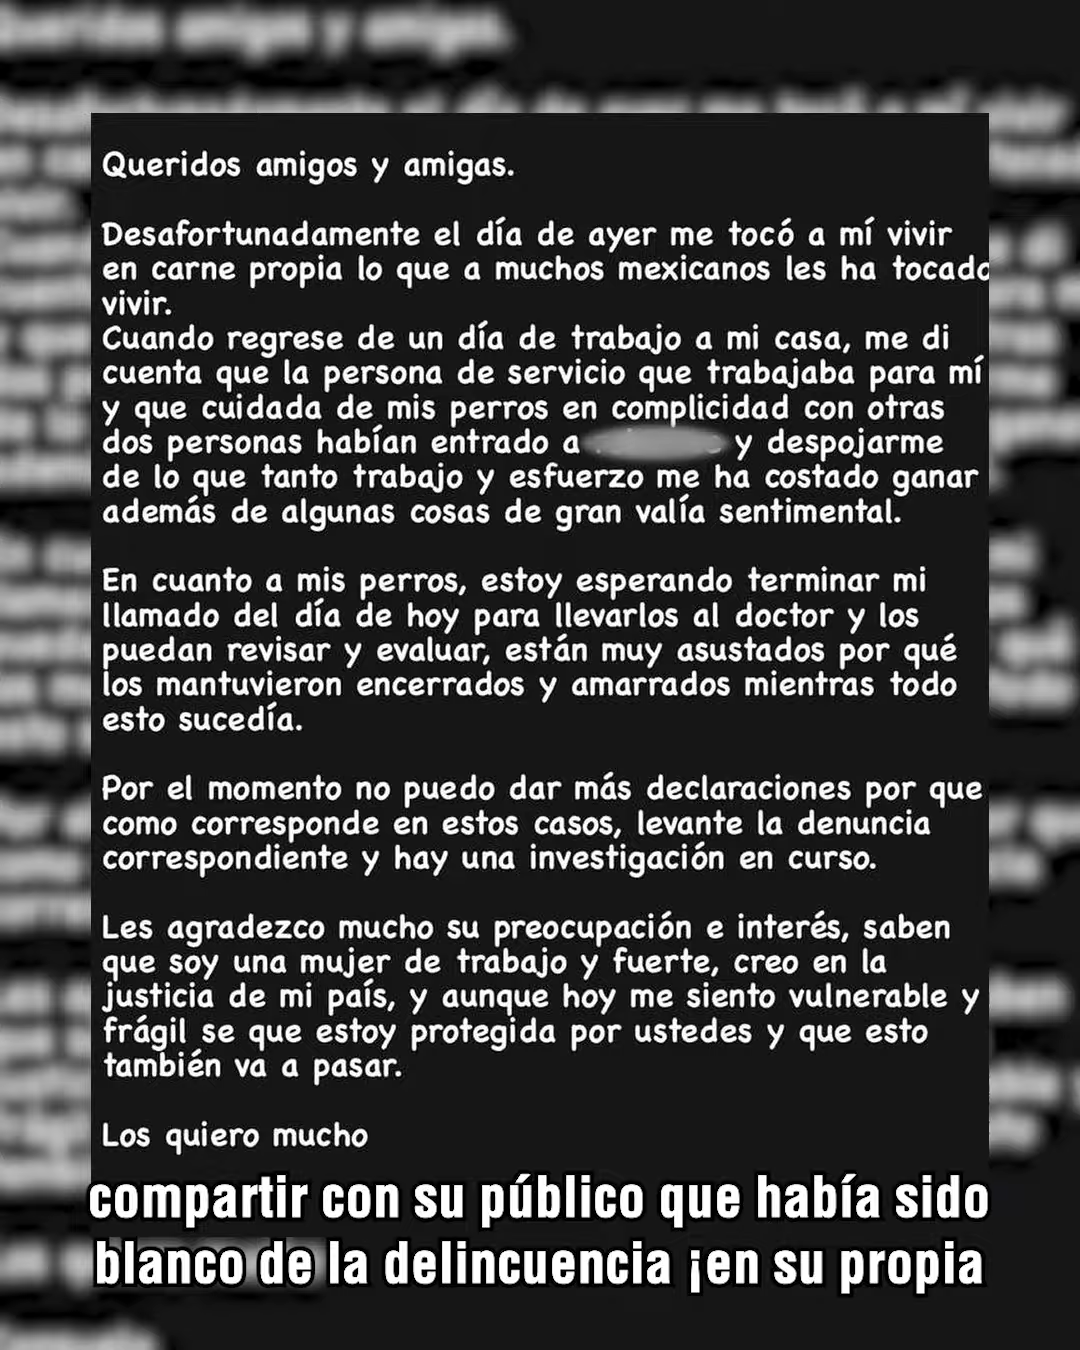 Queridos amigos y amigas.
Desafortunadamente el día de ayer me tocó a mí vivir
en carne propia lo que a muchos mexicanos les ha tocado
vivir.
Cuando regrese de un día de trabajo a mi casa, me di
cuenta que la persona de servicio que trabajaba para mí
y que cuidada de mis perros en complicidad con otras
dos personas habían entrado a y despojarme
de lo que tanto trabajo y esfuerzo me ha costado ganar
además de algunas cosas de gran valía sentimental.
En cuanto a mis perros, estoy esperando terminar mi
llamado del día de hoy para llevarlos al doctor y los
puedan revisar y evaluar, están muy asustados por qué
los mantuvieron encerrados y amarrados mientras todo
esto sucedía.
Por el momento no puedo dar más declaraciones por que
como corresponde en estos casos, levante la denuncia
correspondiente y hay una investigación en curso.
Les agradezco mucho su preocupación e interés, saben
que soy una mujer de trabajo y fuerte, creo en la
justicia de mi país, y aunque hoy me siento vulnerable y
frágil se que estoy protegida por ustedes y que esto
también va a pasar.
Los quiero mucho
compartir con su público que había sido
blanco de la delincuencia ¡en su propia